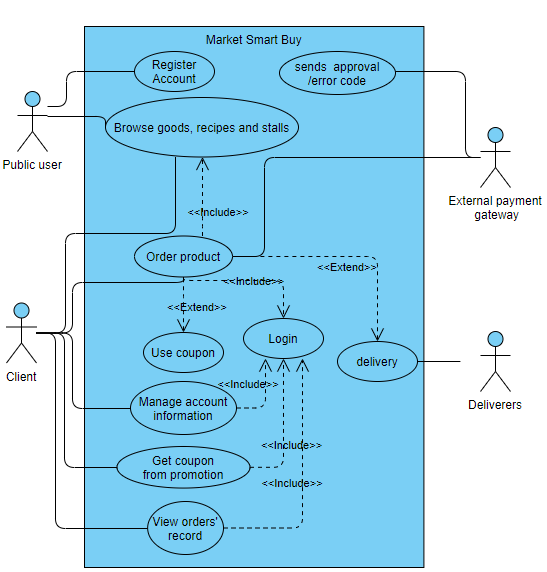 Market Smart Buy
Register
Account
sends  approval
/error code
Browse goods, recipes and stalls
Public user
External payment
gateway
<<Include>>
Order product
<<Extend>>
<<Include>>
<<Extend>>
Use coupon
Login
delivery
Client
Deliverers
<<Include>>
Manage account
information
<<Include>>
Get coupon
from promotion
<<Include>>
View orders'
record